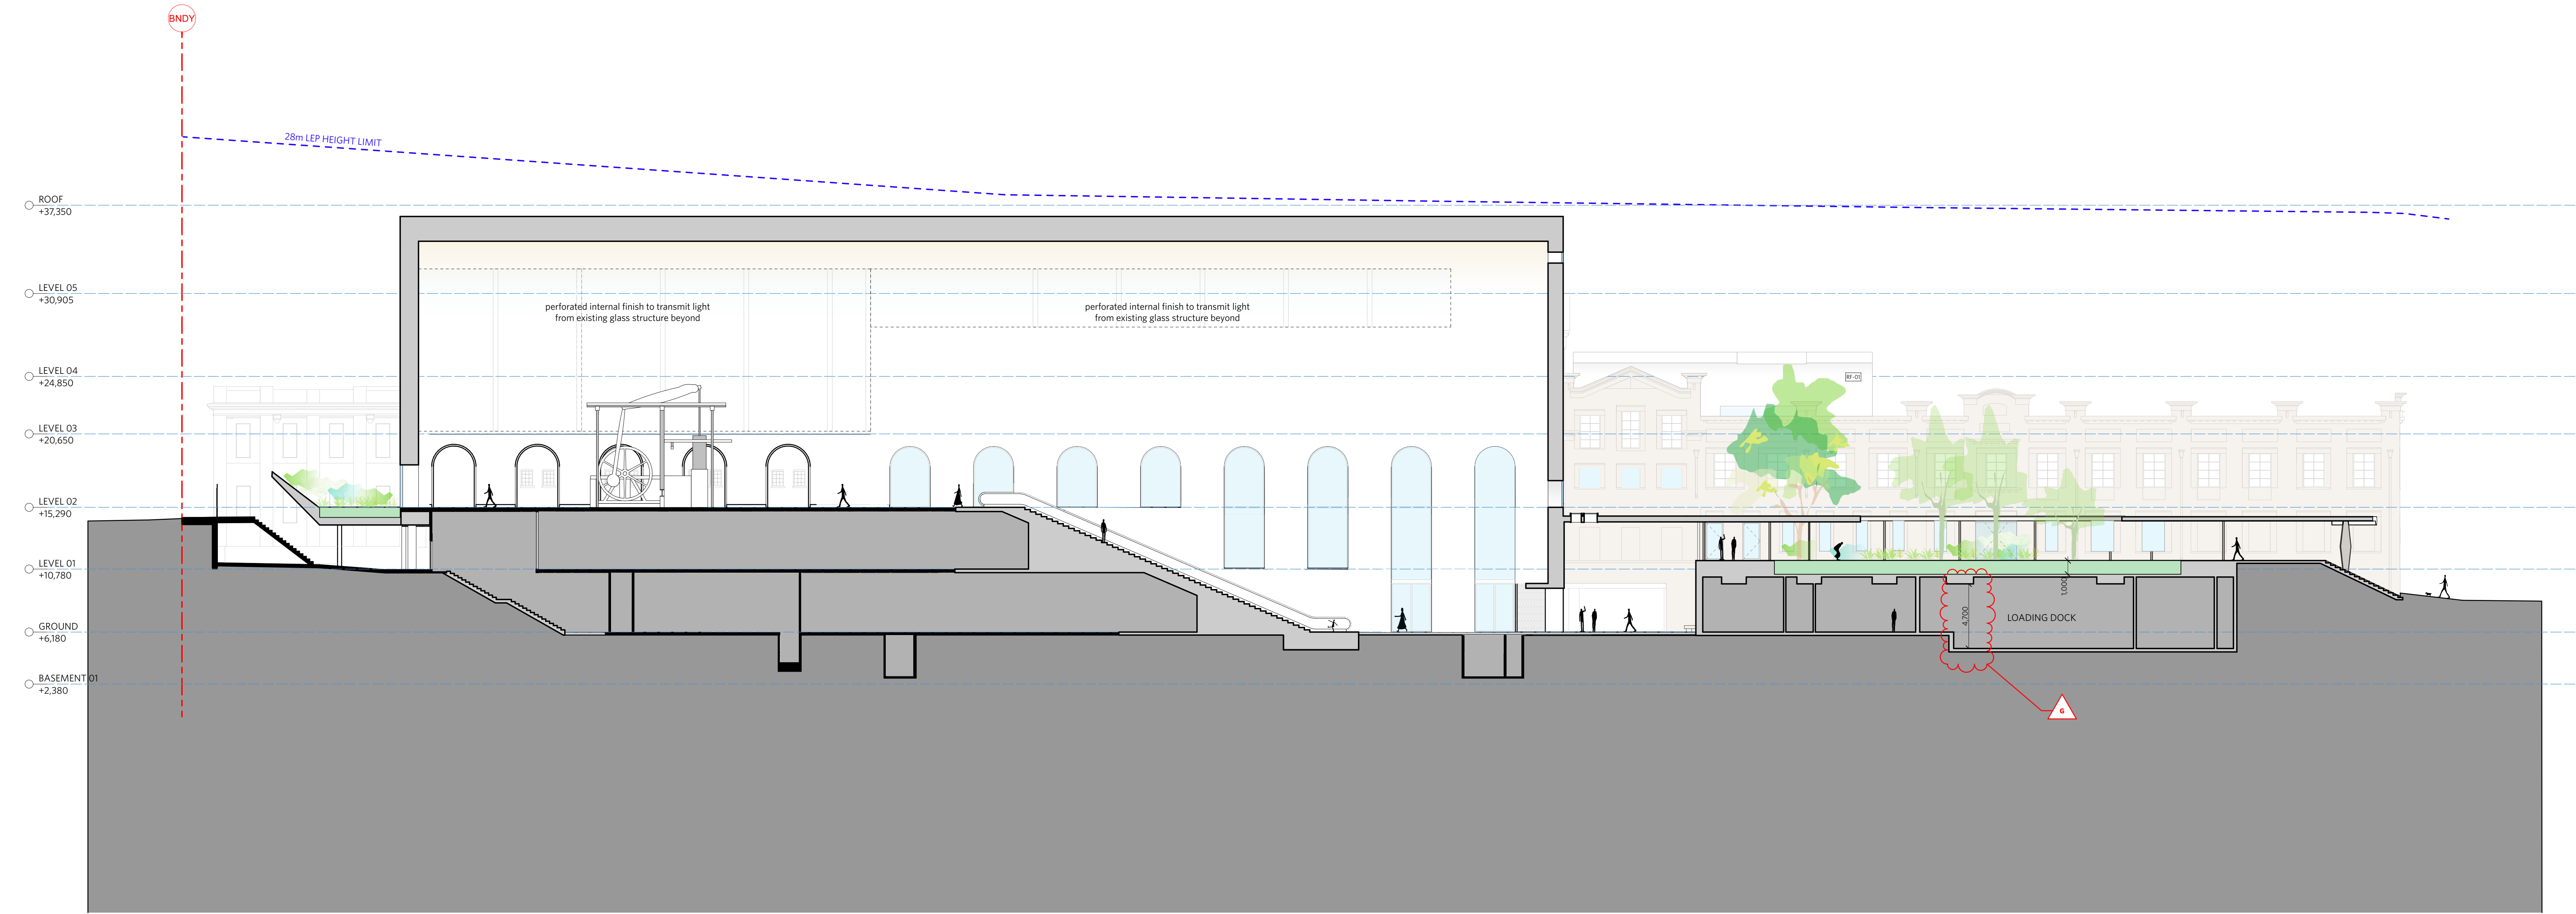 BNDY
28m LEP HEIGHT LIMIT
ROOF
+37,350
LEVEL 05
+30,905
perforated internal finish to transmit light
from existing glass structure beyond
perforated internal finish to transmit light
from existing glass structure beyond
LEVEL 04
+24,850
RF-01
LEVEL 03
+20,650
LEVEL 02
+15,290
LEVEL 01
+10,780
1,000
4,700
LOADING DOCK
GROUND
+6,180
BASEMENT 01
+2,380
G